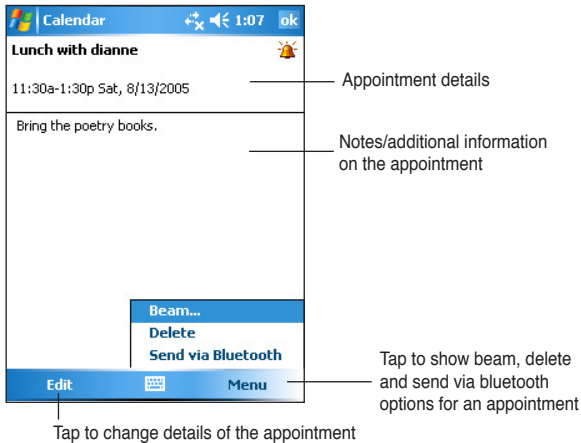 Calendar 1:07 ok
Lunch with dianne
11:30a-1:30p Sat, 8/13/2005
Appointment details
Bring the poetry books.
Notes/additional information
on the appointment
Beam...
Delete
Send via Bluetooth
Edit Menu
Tap to show beam, delete
and send via bluetooth
options for an appointment
Tap to change details of the appointment